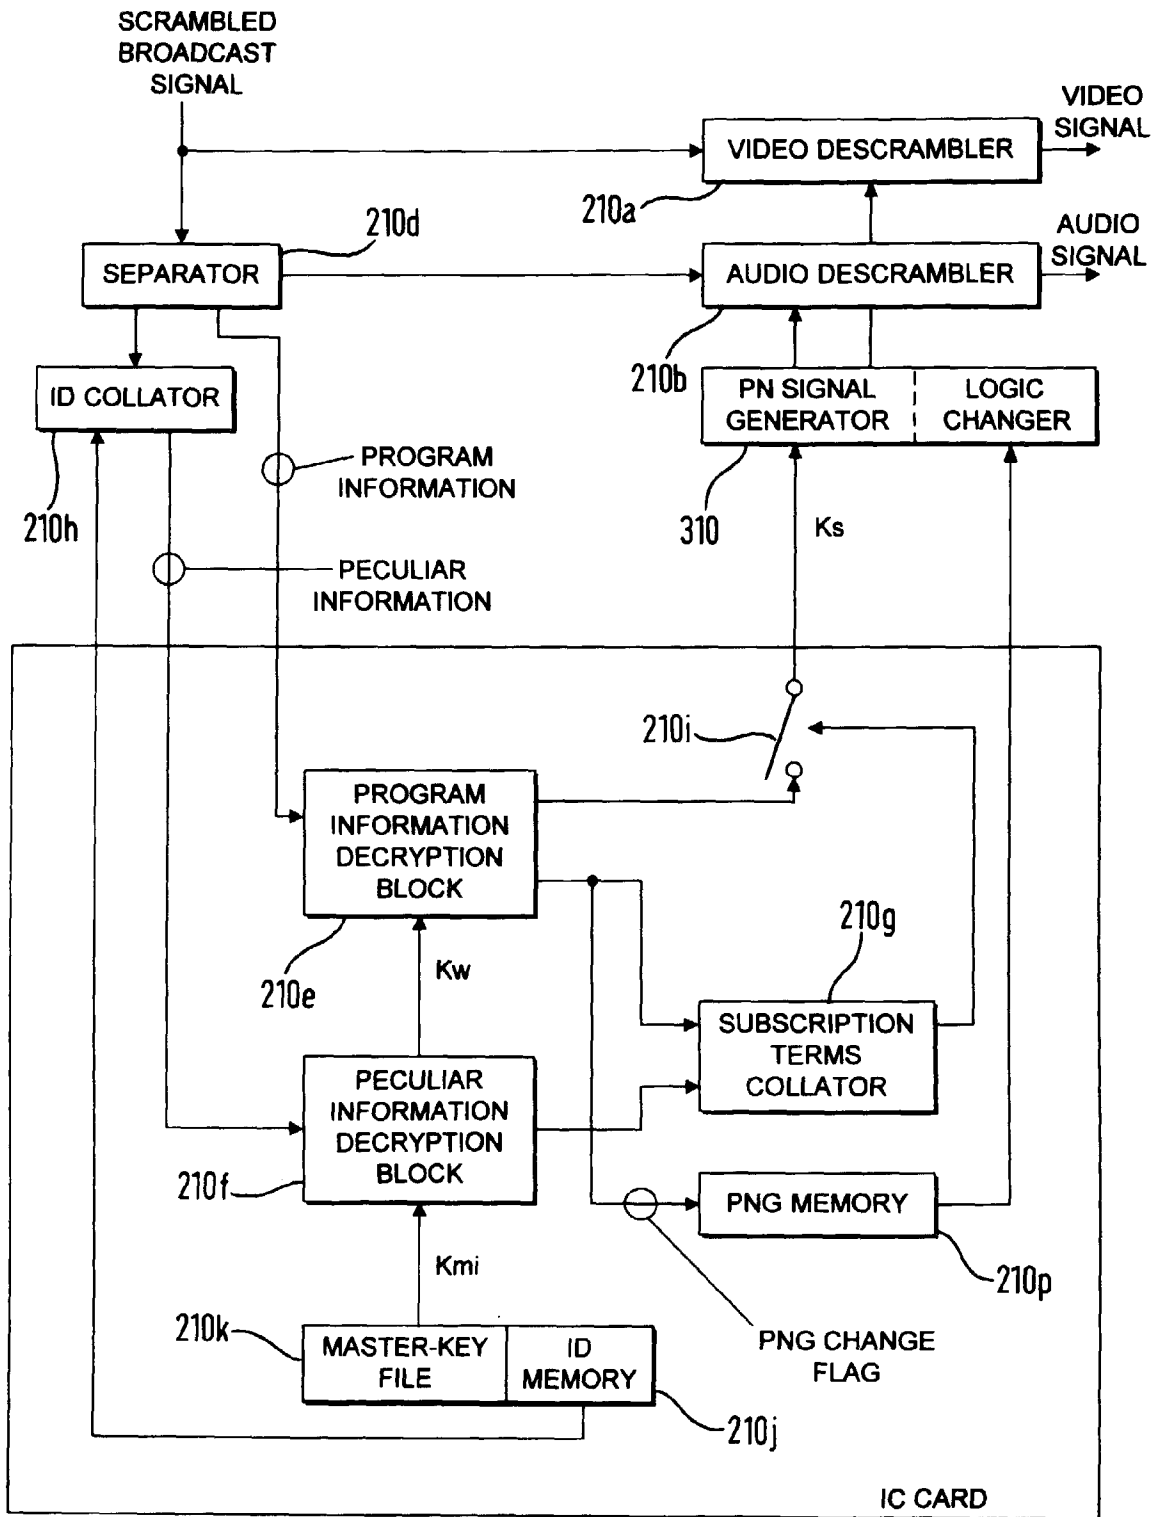 SCRAMBLED
BROADCAST
SIGNAL
VIDEO
SIGNAL
VIDEO DESCRAMBLER
210a
210d
AUDIO
SIGNAL
SEPARATOR
AUDIO DESCRAMBLER
210b
ID COLLATOR
PN SIGNAL
GENERATOR
LOGIC
CHANGER
PROGRAM
INFORMATION
210h
310
Ks
PECULIAR
INFORMATION
210i
PROGRAM
INFORMATION
DECRYPTION
BLOCK
210e
Kw
210g
SUBSCRIPTION
TERMS
COLLATOR
PECULIAR
INFORMATION
DECRYPTION
BLOCK
210f
PNG MEMORY
210p
Kmi
210k
MASTER-KEY
FILE
ID
MEMORY
210j
PNG CHANGE
FLAG
IC CARD